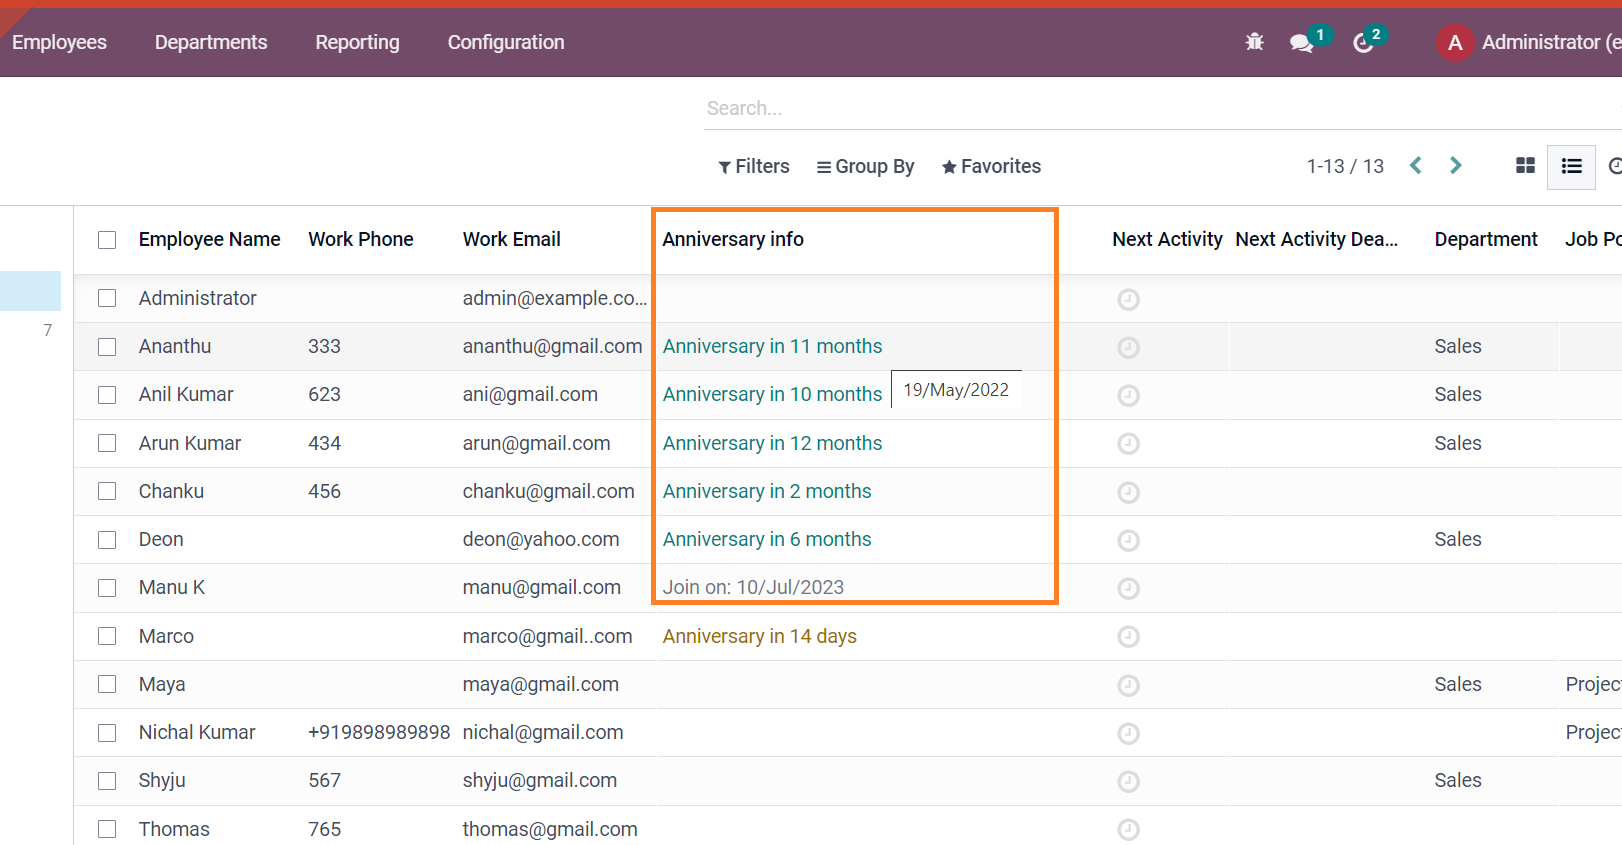 Employees Departments Reporting Configuration 1 2 A Administrator (e
Search...
Filters Group By Favorites 1-13 / 13
Employee Name Work Phone Work Email Anniversary info Next Activity Next Activity Dea... Department Job Po
Administrator admin@example.co...
7
Ananthu 333 ananthu@gmail.com Anniversary in 11 months Sales
Anil Kumar 623 ani@gmail.com Anniversary in 10 months 19/May/2022 Sales
Arun Kumar 434 arun@gmail.com Anniversary in 12 months Sales
Chanku 456 chanku@gmail.com Anniversary in 2 months
Deon deon@yahoo.com Anniversary in 6 months Sales
Manu K manu@gmail.com Join on: 10/Jul/2023
Marco marco@gmail..com Anniversary in 14 days
Maya maya@gmail.com Sales Projec
Nichal Kumar +919898989898 nichal@gmail.com Projec
Shyju 567 shyju@gmail.com Sales
Thomas 765 thomas@gmail.com